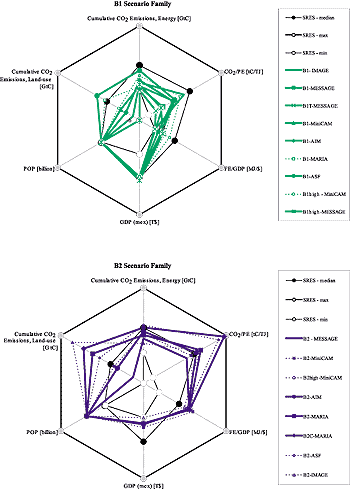 B1 Scenario Family
Cumulative CO2 Emissions, Energy [GtC]
SRES - median
SRES - max
SRES - min
B1- IMAGE
B1-MESSAGE
B1T-MESSAGE
B1-MiniCAM
B1-AIM
B1-MARIA
B1-ASF
B1high - MiniCAM
B1high-MESSAGE
Cumulative CO2
Emissions, Land-use
[GtC]
CO2/PE [tC/TJ]
POP [billion]
PE/GDP [MJ/$]
GDP (mex) [T$]
B2 Scenario Family
Cumulative CO2 Emissions, Energy [GtC]
SRES - median
SRES - max
SRES - min
B2 - MESSAGE
B2-MiniCAM
B2high-MiniCAM
B2-AIM
B2-MARIA
B2C-MARIA
B2-ASF
B2-IMAGE
Cumulative CO2
Emissions, Land-use
[GtC]
CO2/PE [tC/TJ]
POP [billion]
PE/GDP [MJ/$]
GDP (mex) [T$]